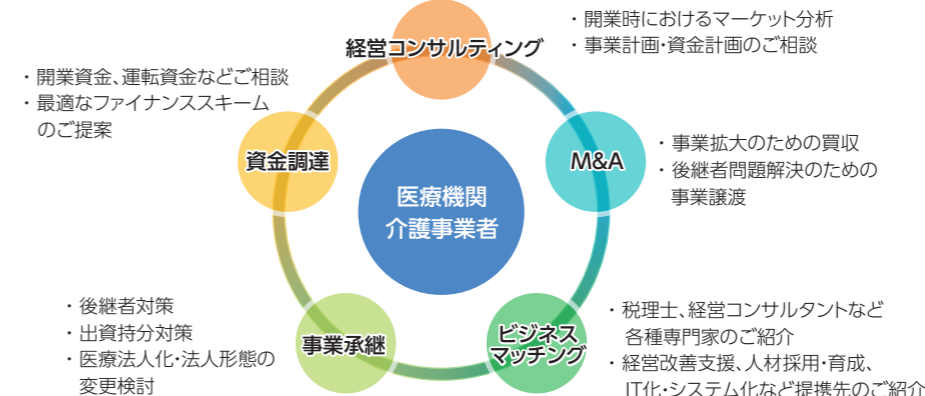 経営コンサルティング
・開業時におけるマーケット分析
・事業計画・資金計画のご相談
・開業資金、運転資金などご相談
・最適なファイナンススキーム
のご提案
資金調達
M&A
・事業拡大のための買収
・後継者問題解決のための
事業譲渡
医療機関
介護事業者
・後継者対策
・出資持分対策
・医療法人化・法人形態の
変更検討
事業承継
ビジネス
マッチング
・税理士、経営コンサルタントなど
各種専門家のご紹介
・経営改善支援、人材採用・育成、
IT化・システム化など提携先のご紹介